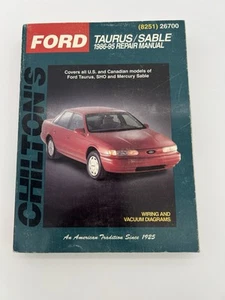 (8251) 26700
FORD
TAURUS/SABLE
1986-95 REPAIR MANUAL
CHILTON'S
Covers all U.S. and Canadian models of
Ford Taurus, SHO and Mercury Sable
WIRING AND
VACUUM DIAGRAMS
An American Tradition Since 1925